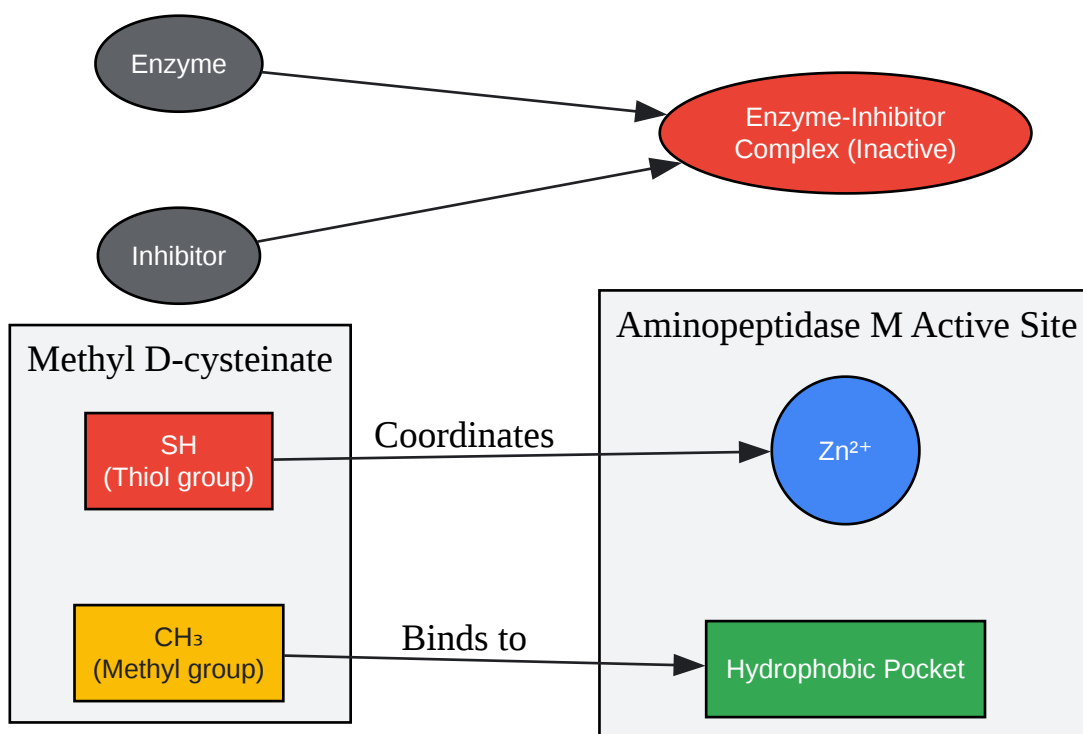 Enzyme
Enzyme-Inhibitor
Complex (Inactive)
Inhibitor
Methyl D-cysteinate
Aminopeptidase M Active Site
SH
(Thiol group)
Coordinates
Zn²⁺
CH₃
(Methyl group)
Binds to
Hydrophobic Pocket